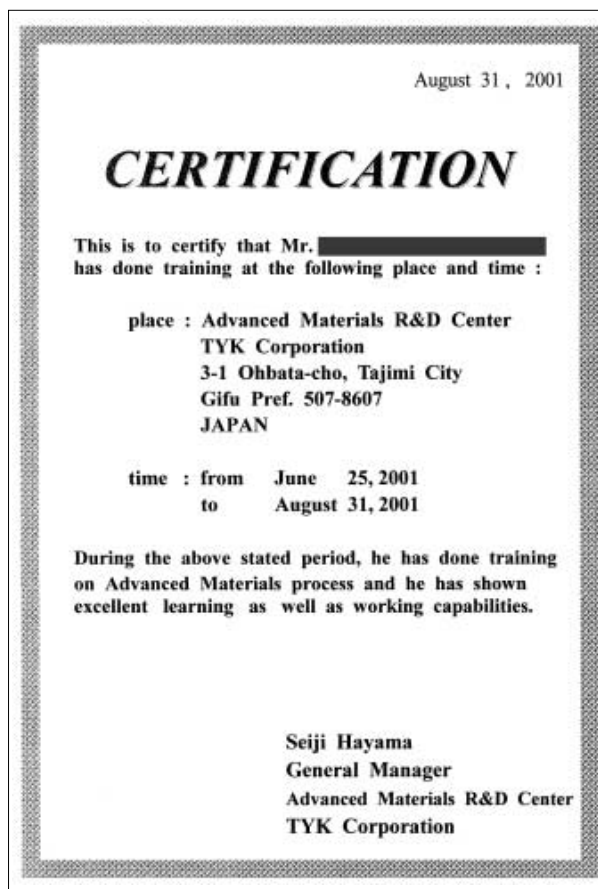 August 31, 2001
CERTIFICATION
This is to certify that Mr.
has done training at the following place and time :
place : Advanced Materials R&D Center
TYK Corporation
3-1 Ohbata-cho, Tajimi City
Gifu Pref. 507-8607
JAPAN
time : from June 25, 2001
to August 31, 2001
During the above stated period, he has done training
on Advanced Materials process and he has shown
excellent learning as well as working capabilities.
Seiji Hayama
General Manager
Advanced Materials R&D Center
TYK Corporation